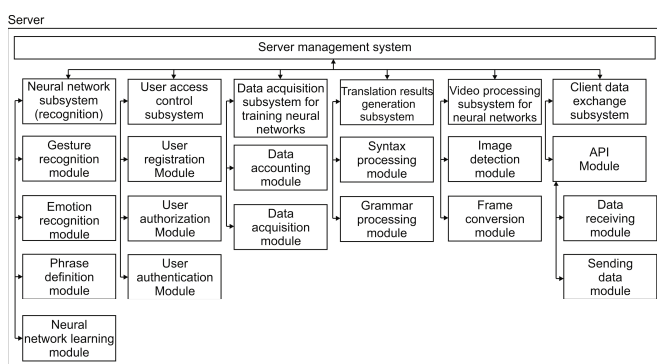 Server
Server management system
Neural network
subsystem
(recognition)
User access
control
subsystem
Data acquisition
subsystem for
training neural
networks
Translation results
generation
subsystem
Video processing
subsystem for
neural networks
Client data
exchange
subsystem
Gesture
recognition
module
User
registration
Module
Data
accounting
module
Syntax
processing
module
Image
detection
module
API
Module
Emotion
recognition
module
User
authorization
Module
Data
acquisition
module
Grammar
processing
module
Frame
conversion
module
Data
receiving
module
Phrase
definition
module
User
authentication
Module
Sending
data
module
Neural
network learning
module